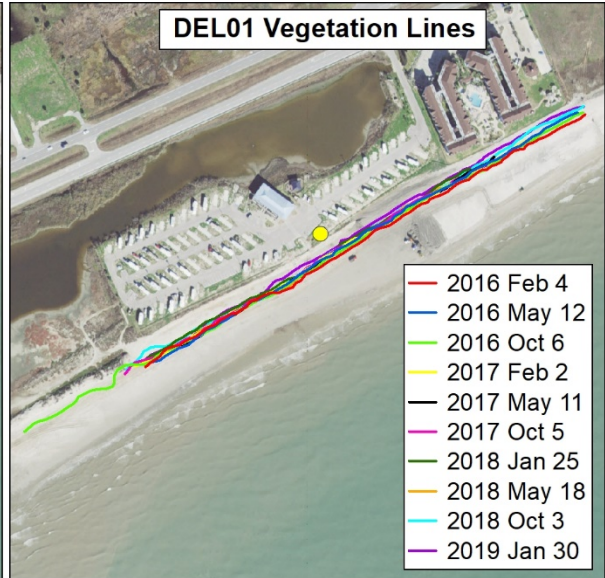 DEL01 Vegetation Lines
2016 Feb 4
2016 May 12
2016 Oct 6
2017 Feb 2
2017 May 11
2017 Oct 5
2018 Jan 25
2018 May 18
2018 Oct 3
2019 Jan 30